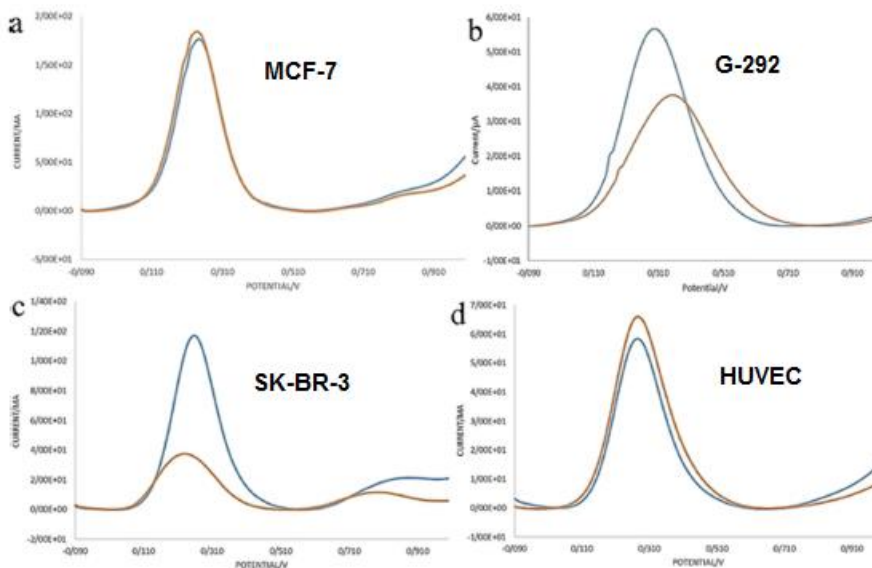 a
MCF-7
CURRENT/MA
2/00E+02
1/50E+02
1/00E+02
5/00E+01
0/00E+00
-5/00E+01
-0/090 0/110 0/310 0/510 0/710 0/910
POTENTIAL/V
b
G-292
Current/µA
6/00E+01
5/00E+01
4/00E+01
3/00E+01
2/00E+01
1/00E+01
0/00E+00
-1/00E+01
-0/090 0/110 0/310 0/510 0/710 0/910
Potential/V
c
SK-BR-3
CURRENT/MA
1/40E+02
1/20E+02
1/00E+02
8/00E+01
6/00E+01
4/00E+01
2/00E+01
0/00E+00
-2/00E+01
-0/090 0/110 0/310 0/510 0/710 0/910
POTENTIAL/V
d
HUVEC
CURRENT/MA
7/00E+01
6/00E+01
5/00E+01
4/00E+01
3/00E+01
2/00E+01
1/00E+01
0/00E+00
-1/00E+01
-0/090 0/110 0/310 0/510 0/710 0/910
POTENTIAL/V